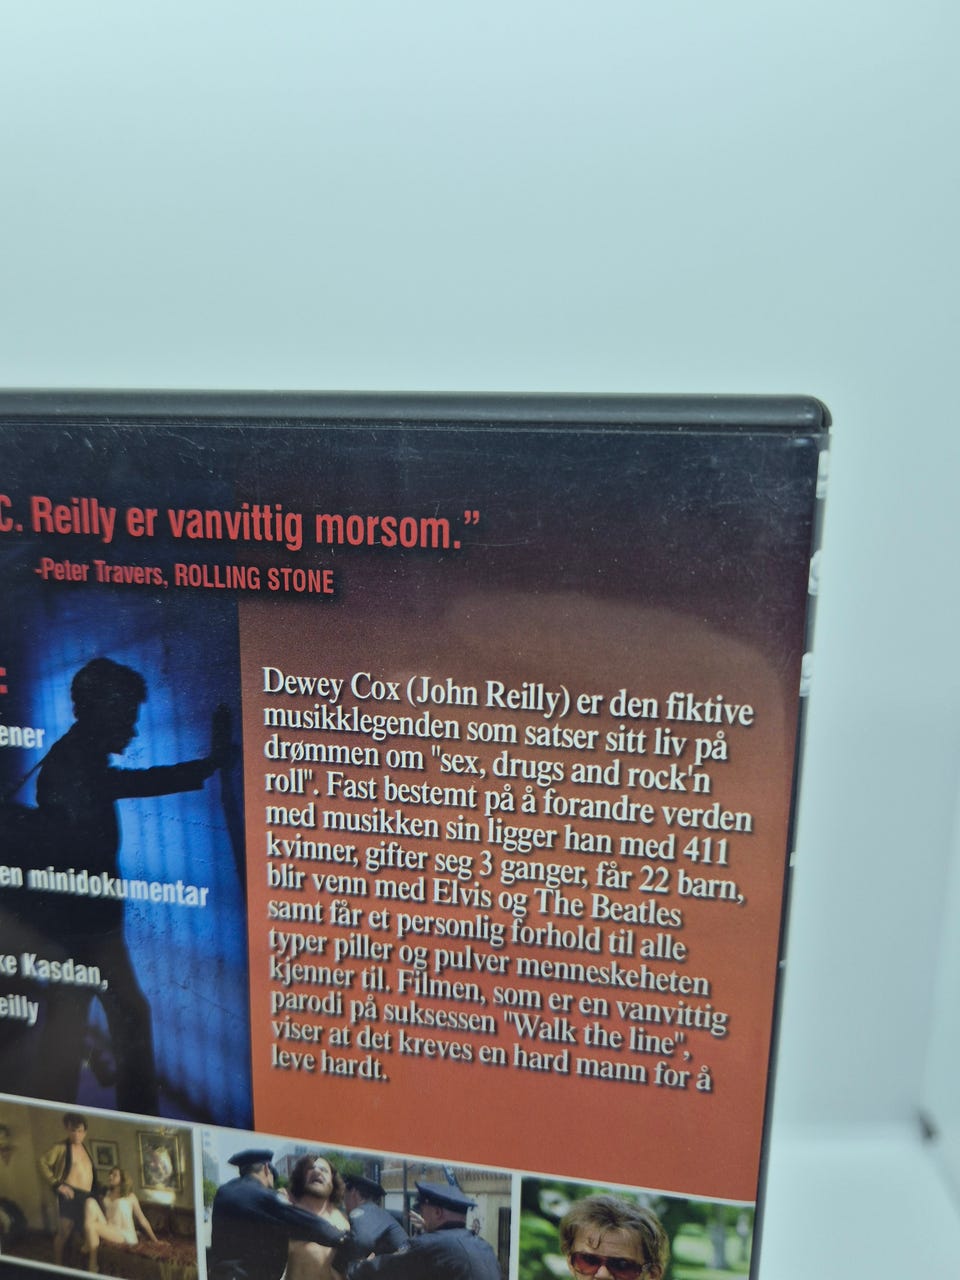 C. Reilly er vanvittig morsom.”
-Peter Travers, ROLLING STONE
:
ener
en minidokumentar
ke Kasdan,
eilly
Dewey Cox (John Reilly) er den fiktive
musikklegenden som satser sitt liv på
drømmen om "sex, drugs and rock'n
roll". Fast bestemt på å forandre verden
med musikken sin ligger han med 411
kvinner, gifter seg 3 ganger, får 22 barn,
blir venn med Elvis og The Beatles
samt får et personlig forhold til alle
typer piller og pulver menneskeheten
kjenner til. Filmen, som er en vanvittig
parodi på suksessen "Walk the line",
viser at det kreves en hard mann for å
leve hardt.